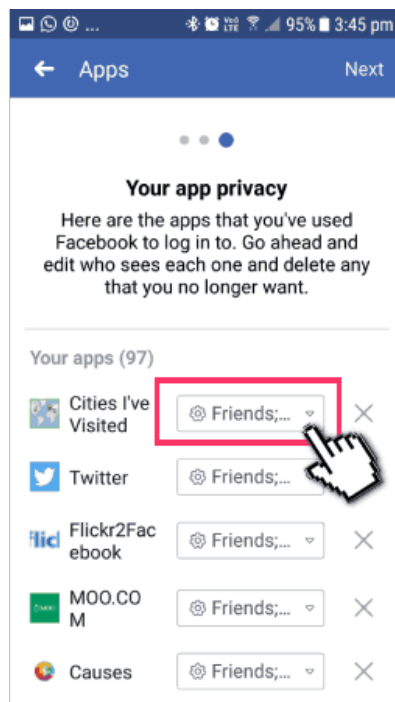 ... VoI) LTE 95% 3:45 pm
Apps Next
Your app privacy
Here are the apps that you've used
Facebook to log in to. Go ahead and
edit who sees each one and delete any
that you no longer want.
Your apps (97)
Cities I've
Visited
Friends;...
Twitter
Friends;...
Flickr2Fac
ebook
Friends;...
MOO.CO
M
Friends;...
Causes
Friends;...